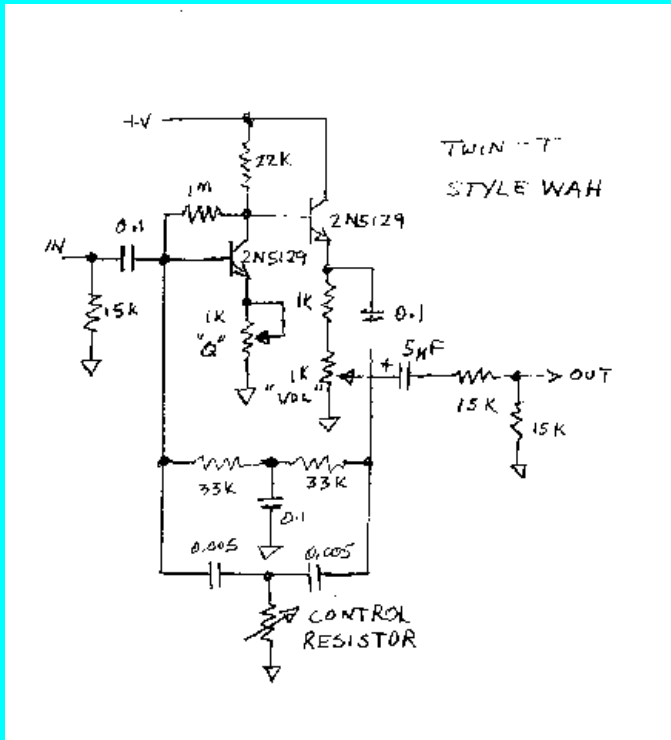 +V
TWIN-T
STYLE WAH
22K
1M
2N5129
0.1
IN
2N5129
15K
1K
"Q"
1K
0.1
1K
"VOL"
+
5µF
OUT
15K
15K
33K
33K
0.1
0.005
0.005
CONTROL
RESISTOR